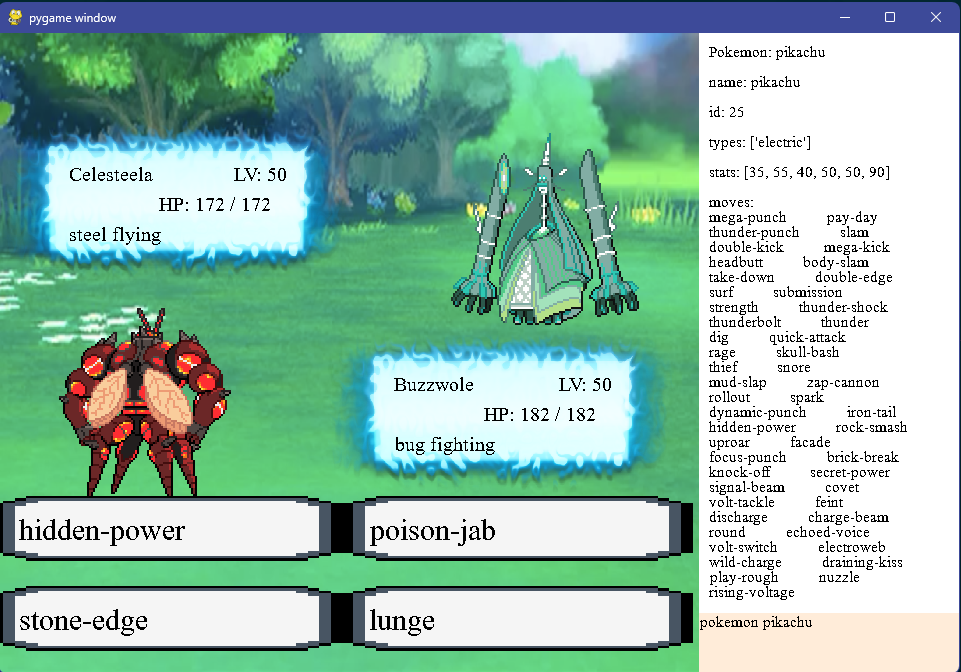 pygame window
Celesteela LV: 50
HP: 172 / 172
steel flying
Buzzwole LV: 50
HP: 182 / 182
bug fighting
hidden-power poison-jab
stone-edge lunge
Pokemon: pikachu
name: pikachu
id: 25
types: ['electric']
stats: [35, 55, 40, 50, 50, 90]
moves:
mega-punch pay-day
thunder-punch slam
double-kick mega-kick
headbutt body-slam
take-down double-edge
surf submission
strength thunder-shock
thunderbolt thunder
dig quick-attack
rage skull-bash
thief snore
mud-slap zap-cannon
rollout spark
dynamic-punch iron-tail
hidden-power rock-smash
uproar facade
focus-punch brick-break
knock-off secret-power
signal-beam covet
volt-tackle feint
discharge charge-beam
round echoed-voice
volt-switch electroweb
wild-charge draining-kiss
play-rough nuzzle
rising-voltage
pokemon pikachu